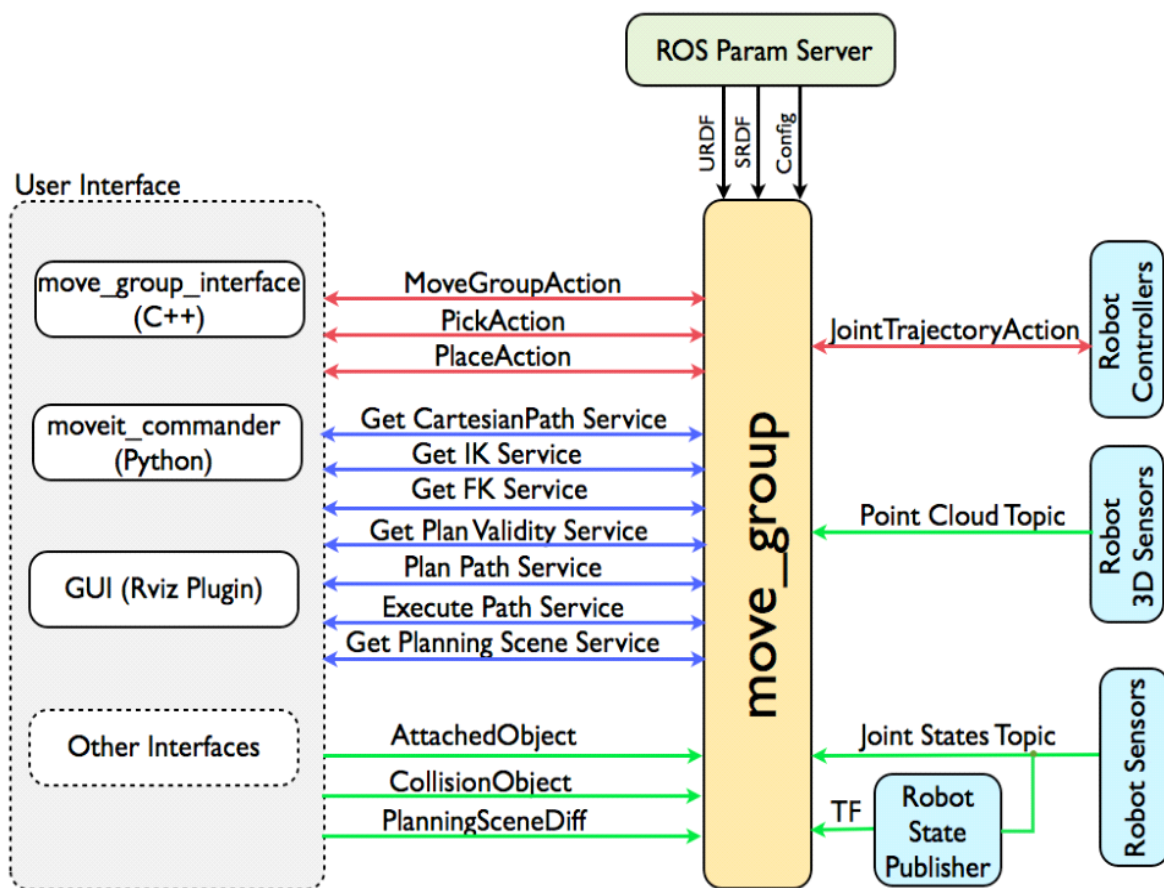 ROS Param Server
URDF
SRDF
Config
User Interface
move_group_interface
(C++)
moveit_commander
(Python)
GUI (Rviz Plugin)
Other Interfaces
MoveGroupAction
PickAction
PlaceAction
Get CartesianPath Service
Get IK Service
Get FK Service
Get Plan Validity Service
Plan Path Service
Execute Path Service
Get Planning Scene Service
AttachedObject
CollisionObject
PlanningSceneDiff
move_group
JointTrajectoryAction
Robot
Controllers
Point Cloud Topic
Robot
3D Sensors
Joint States Topic
TF
Robot
State
Publisher
Robot Sensors